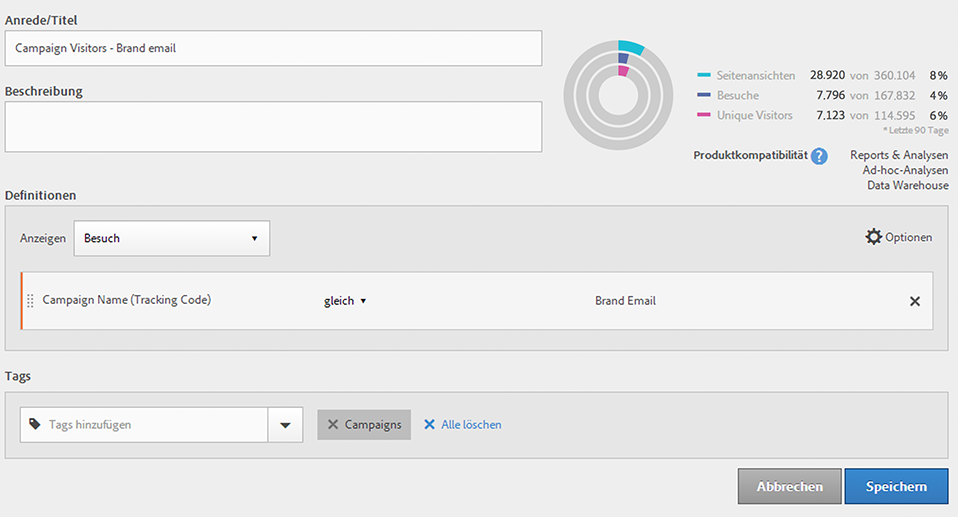 Anrede/Titel
Campaign Visitors - Brand email
Beschreibung
Seitenansichten 28.920 von 360.104 8 %
Besuche 7.796 von 167.832 4 %
Unique Visitors 7.123 von 114.595 6 %
* Letzte 90 Tage
Produktkompatibilität ? Reports & Analysen
Ad-hoc-Analysen
Data Warehouse
Definitionen
Anzeigen Besuch Optionen
Campaign Name (Tracking Code) gleich Brand Email
Tags
Tags hinzufügen Campaigns Alle löschen
Abbrechen Speichern